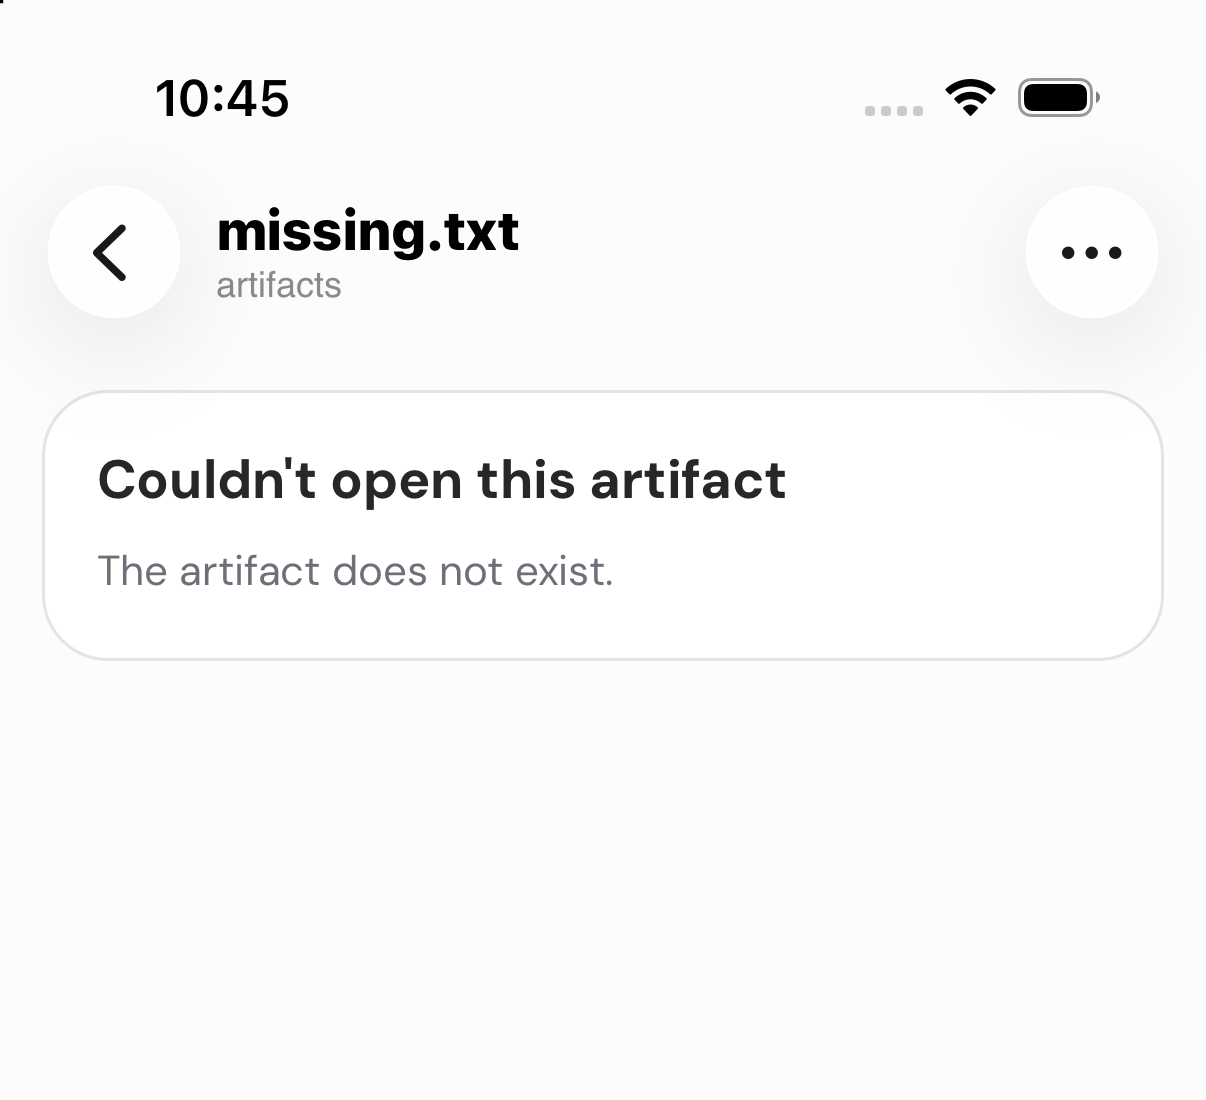 10:45
missing.txt
artifacts
Couldn't open this artifact
The artifact does not exist.